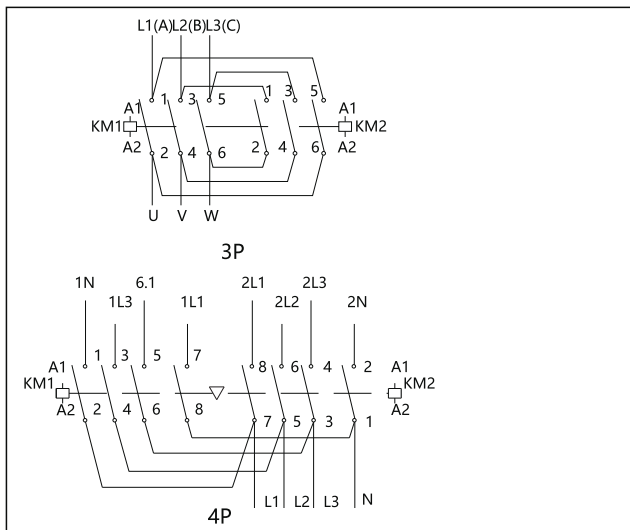 L1(A)L2(B)L3(C)
1 3 5 1 3 5
A1 A1
KM1 KM2
A2 A2
2 4 6 2 4 6
U V W
3P
1N 6.1 2L1 2L3
1L3 1L1 2L2 2N
A1 1 3 5 7 8 6 4 2 A1
KM1 KM2
A2 2 4 6 8 7 5 3 1 A2
L1 L2 L3 N
4P